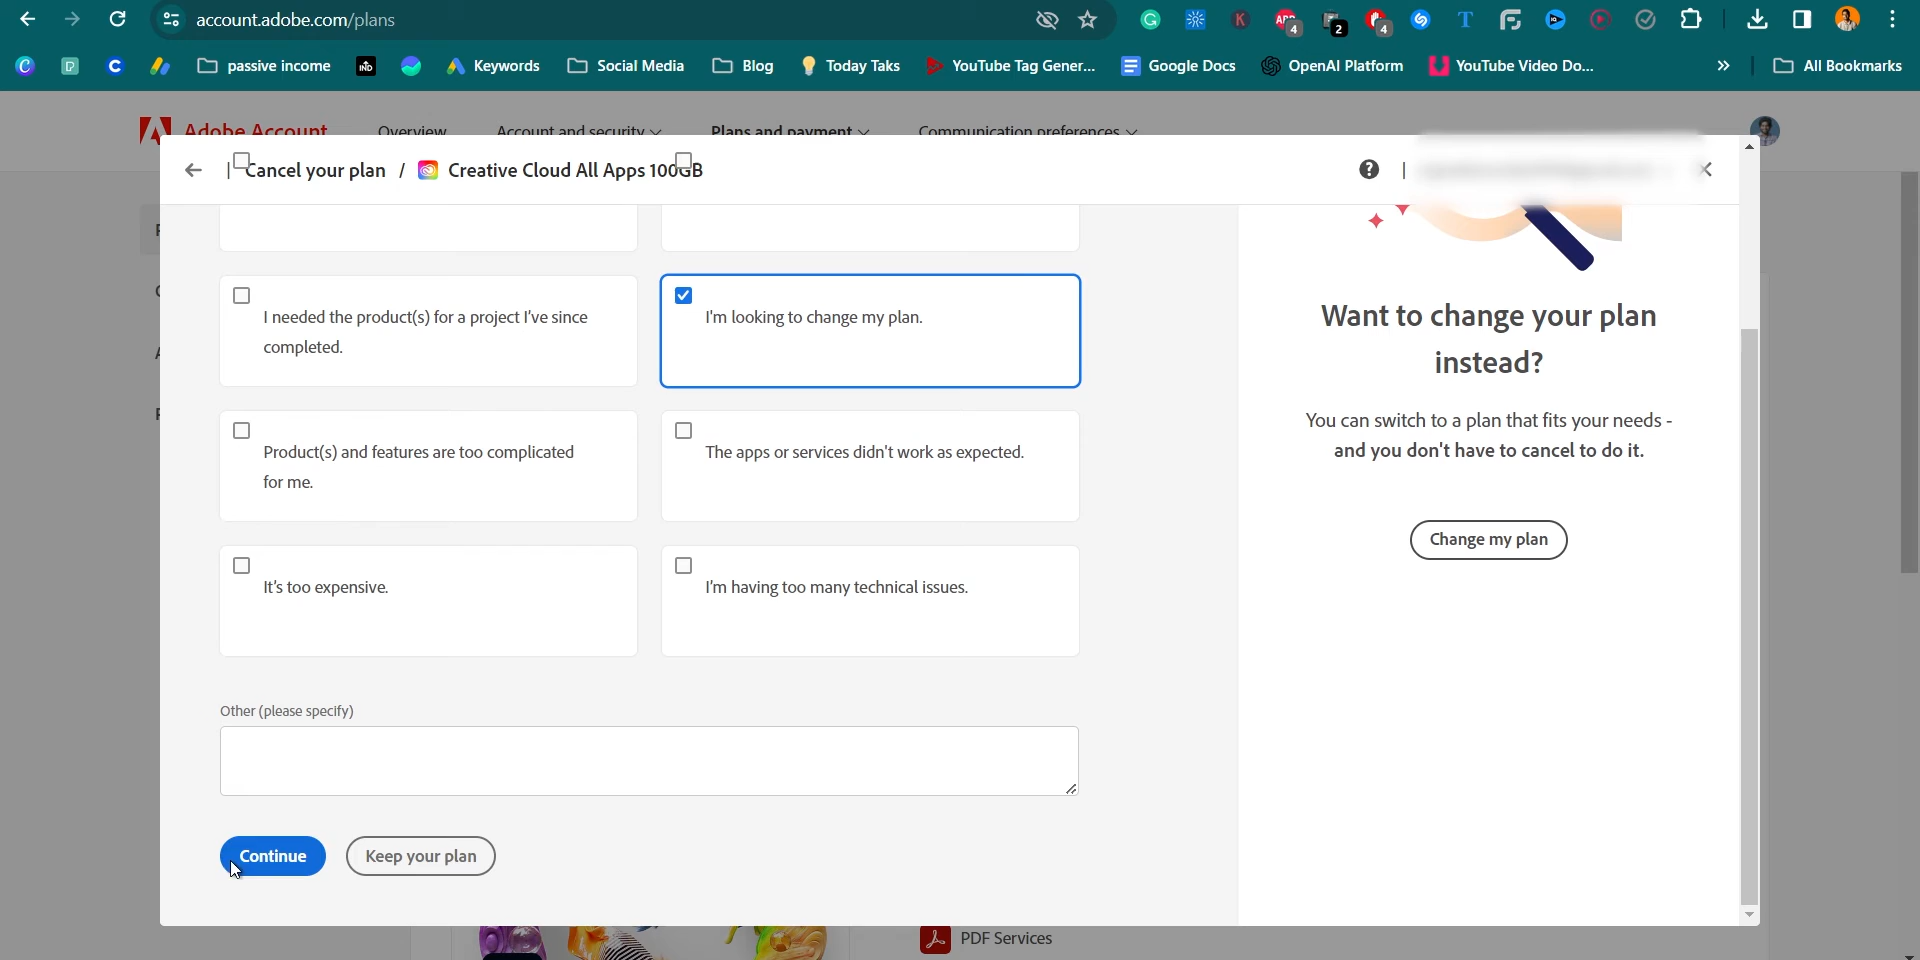 account.adobe.com/plans
4
2
4
passive income
IND
Keywords
Social Media
Blog
Today Taks
YouTube Tag Gener...
Google Docs
OpenAI Platform
YouTube Video Do...
All Bookmarks
Adobe Account
Overview
Account and security
Plans and payment
Communication preferences
Cancel your plan / Creative Cloud All Apps 100GB
I needed the product(s) for a project I've since
completed.
I'm looking to change my plan.
Product(s) and features are too complicated
for me.
The apps or services didn't work as expected.
It's too expensive.
I'm having too many technical issues.
Other (please specify)
Continue
Keep your plan
Want to change your plan
instead?
You can switch to a plan that fits your needs -
and you don't have to cancel to do it.
Change my plan
PDF Services